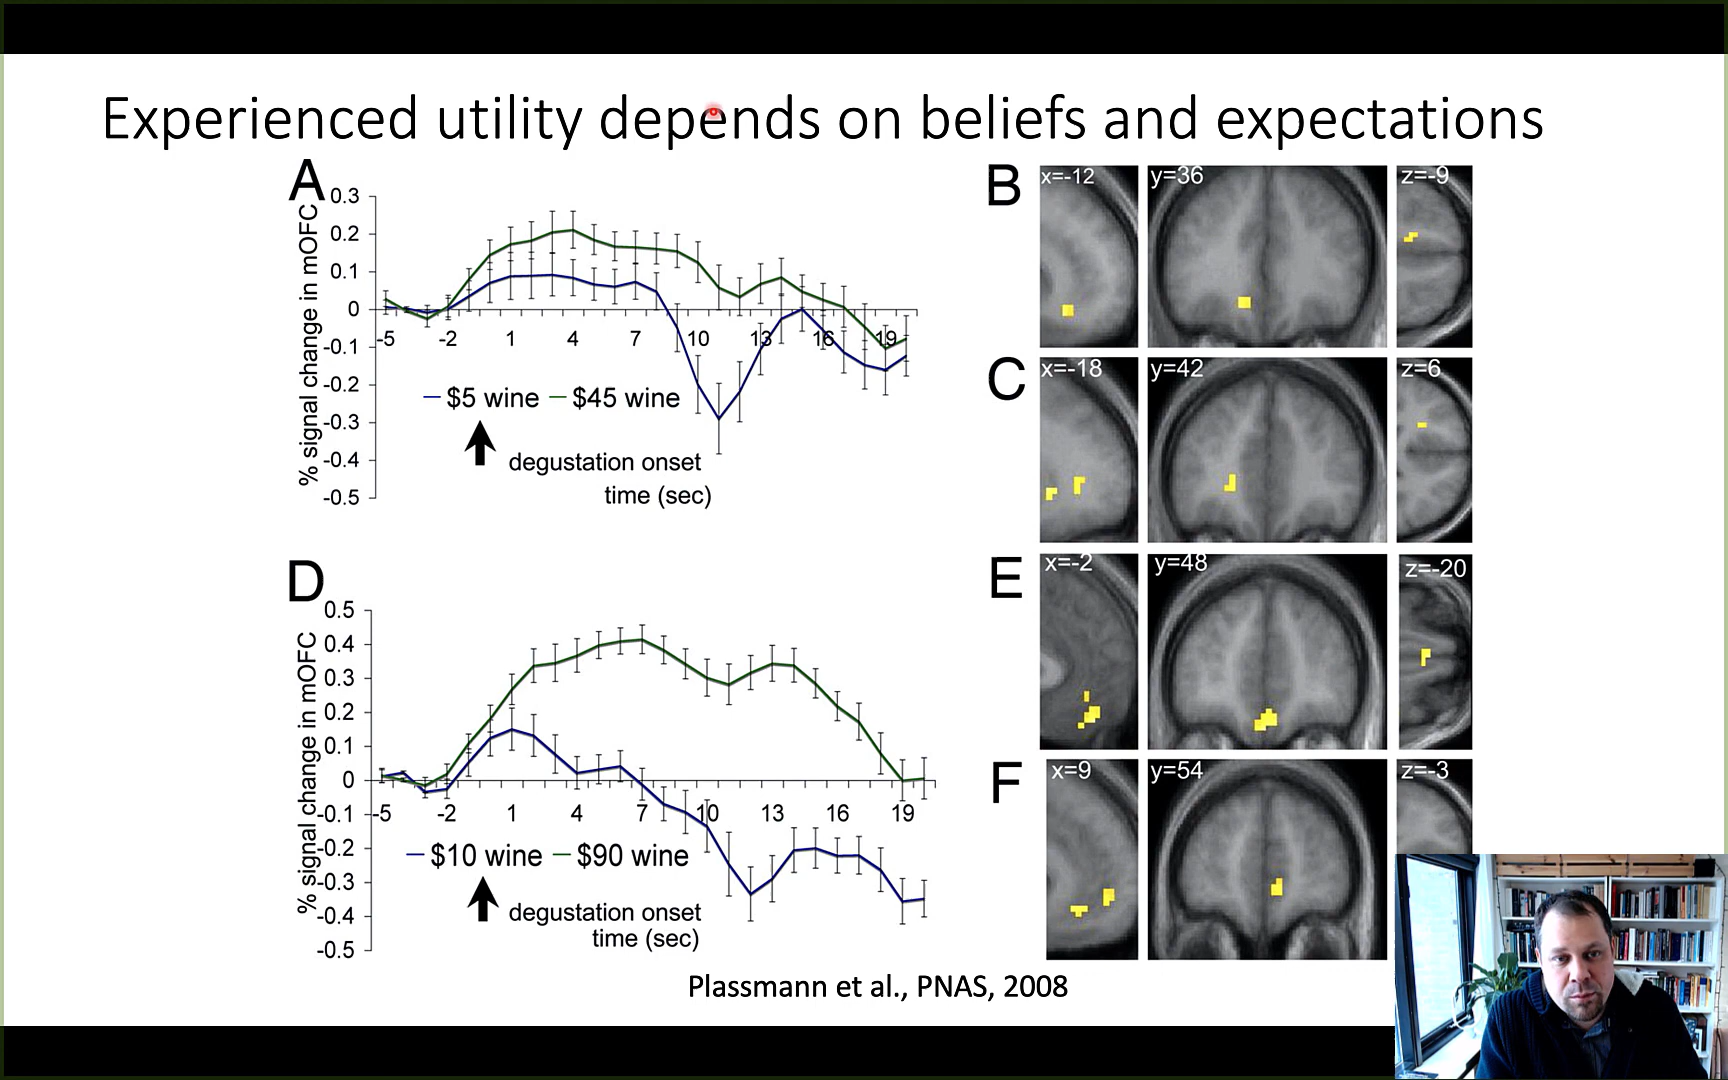 Experienced utility depends on beliefs and expectations
A
% signal change in mOFC
0.3
0.2
0.1
0
-0.1
-0.2
-0.3
-0.4
-0.5
-5 -2 1 4 7 10 13 16 19
$5 wine $45 wine
degustation onset
time (sec)
B
x=-12 y=36 z=-9
C
x=-18 y=42 z=6
D
% signal change in mOFC
0.5
0.4
0.3
0.2
0.1
0
-0.1
-0.2
-0.3
-0.4
-0.5
-5 -2 1 4 7 10 13 16 19
$10 wine $90 wine
degustation onset
time (sec)
E
x=-2 y=48 z=-20
F
x=9 y=54 z=-3
Plassmann et al., PNAS, 2008